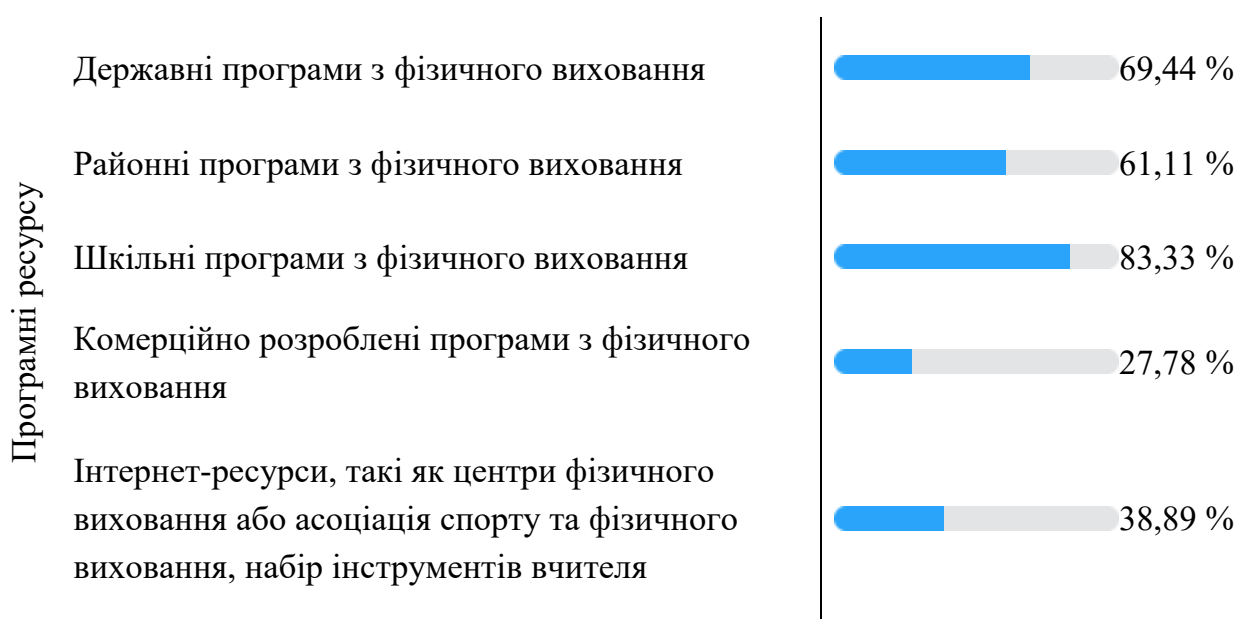 Програмні ресурсу
Державні програми з фізичного виховання
69,44 %
Районні програми з фізичного виховання
61,11 %
Шкільні програми з фізичного виховання
83,33 %
Комерційно розроблені програми з фізичного
виховання
27,78 %
Інтернет-ресурси, такі як центри фізичного
виховання або асоціація спорту та фізичного
виховання, набір інструментів вчителя
38,89 %